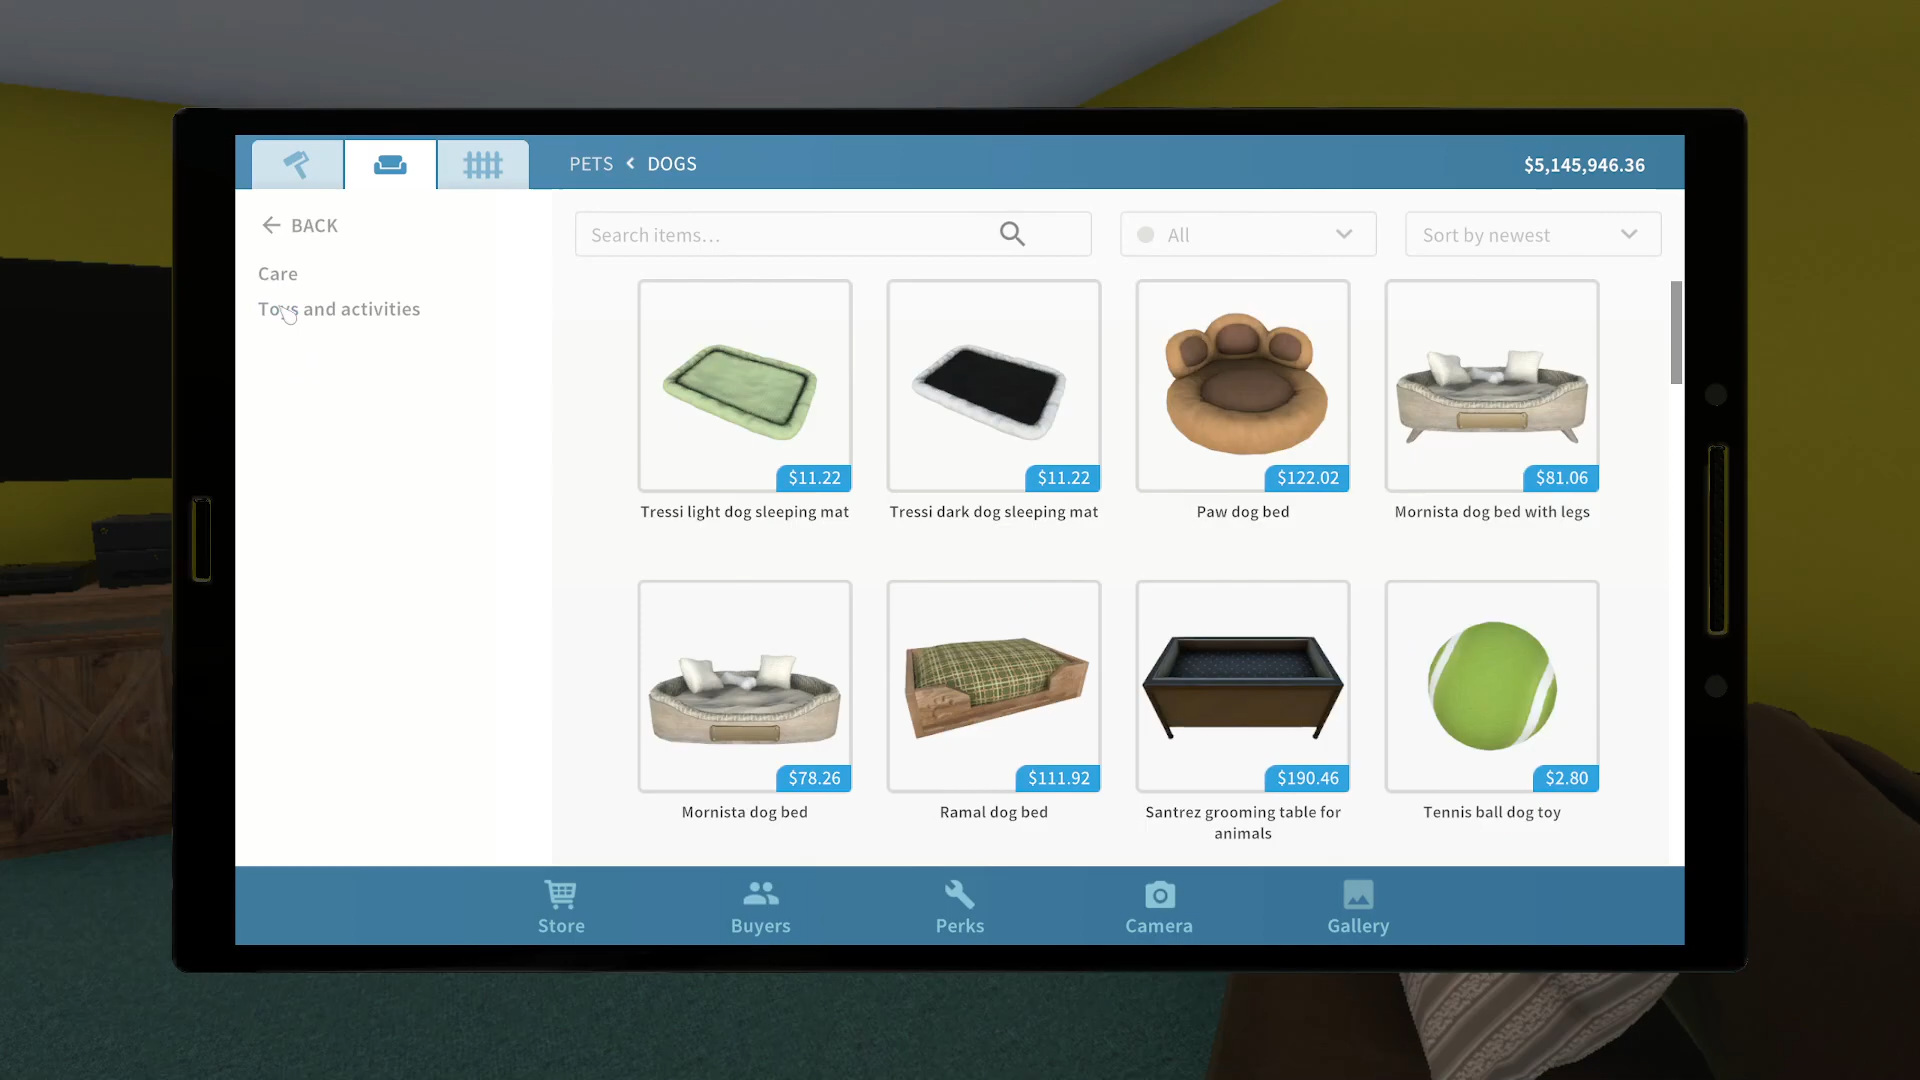 PETS < DOGS
$5,145,946.36
BACK
Care
Toys and activities
Search items...
All
Sort by newest
$11.22
$11.22
$122.02
$81.06
Tressi light dog sleeping mat
Tressi dark dog sleeping mat
Paw dog bed
Mornista dog bed with legs
$78.26
$111.92
$190.46
$2.80
Mornista dog bed
Ramal dog bed
Santrez grooming table for
animals
Tennis ball dog toy
Store
Buyers
Perks
Camera
Gallery